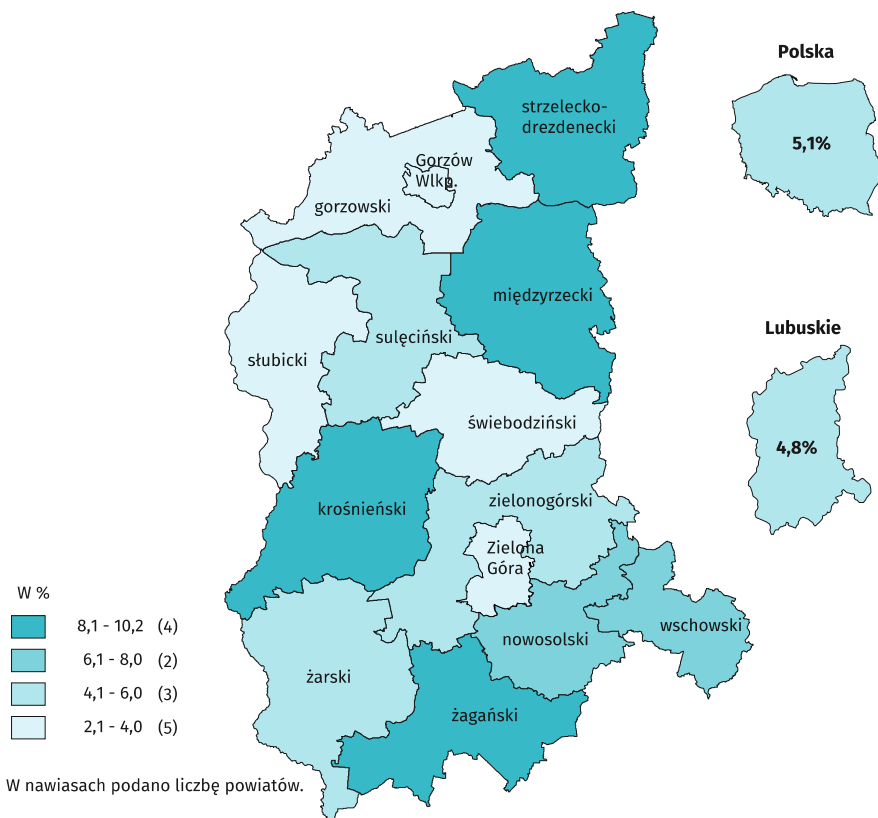 Polska
5,1%
Lubuskie
4,8%
strzelecko-
drezdenecki
Gorzów
Wlkp.
gorzowski
międzyrzecki
sulęciński
słubicki
świebodziński
zielonogórski
krośnieński
Zielona
Góra
nowosolski
wschowski
żarski
żagański
W %
8,1 - 10,2 (4)
6,1 - 8,0 (2)
4,1 - 6,0 (3)
2,1 - 4,0 (5)
W nawiasach podano liczbę powiatów.